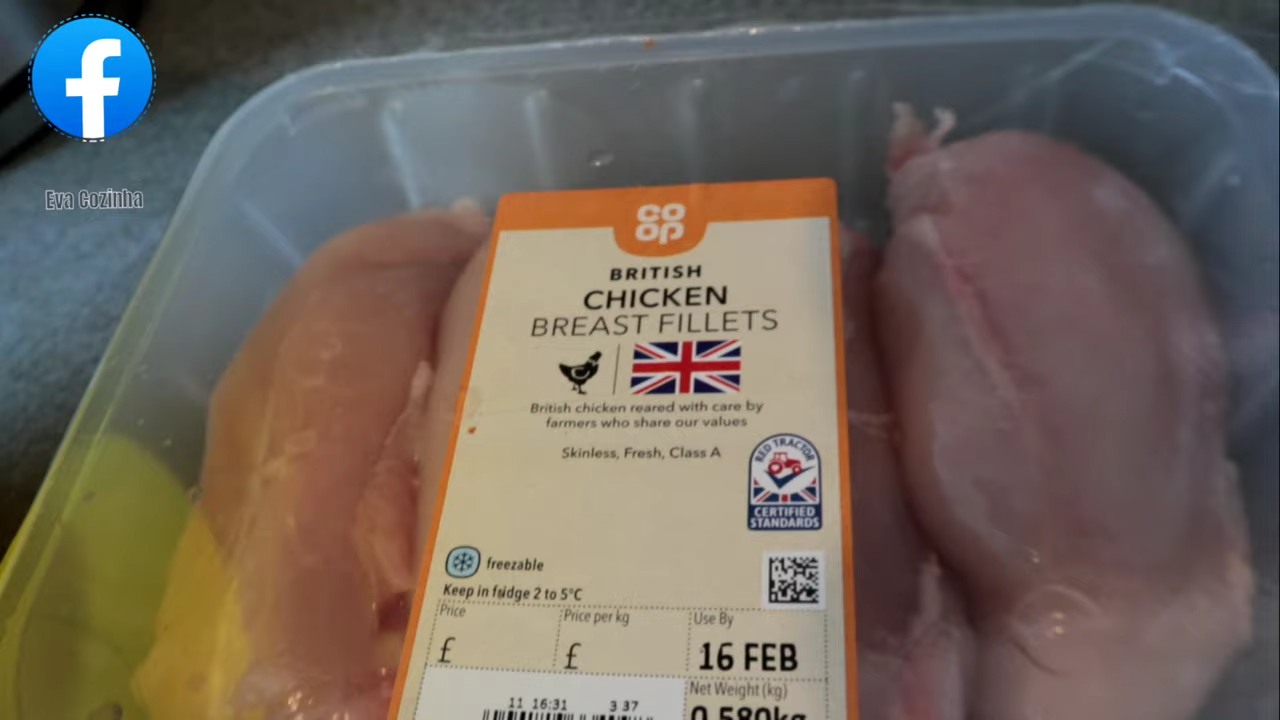 f
Eva Cozinha
CO
OP
BRITISH
CHICKEN
BREAST FILLETS
British chicken reared with care by
farmers who share our values
Skinless, Fresh, Class A
RED TRACTOR
CERTIFIED
STANDARDS
freezable
Keep in fridge 2 to 5°C
Price
Price per kg
Use By
£
£
16 FEB
Net Weight (kg)
11 16:31 3 37
0.580kg